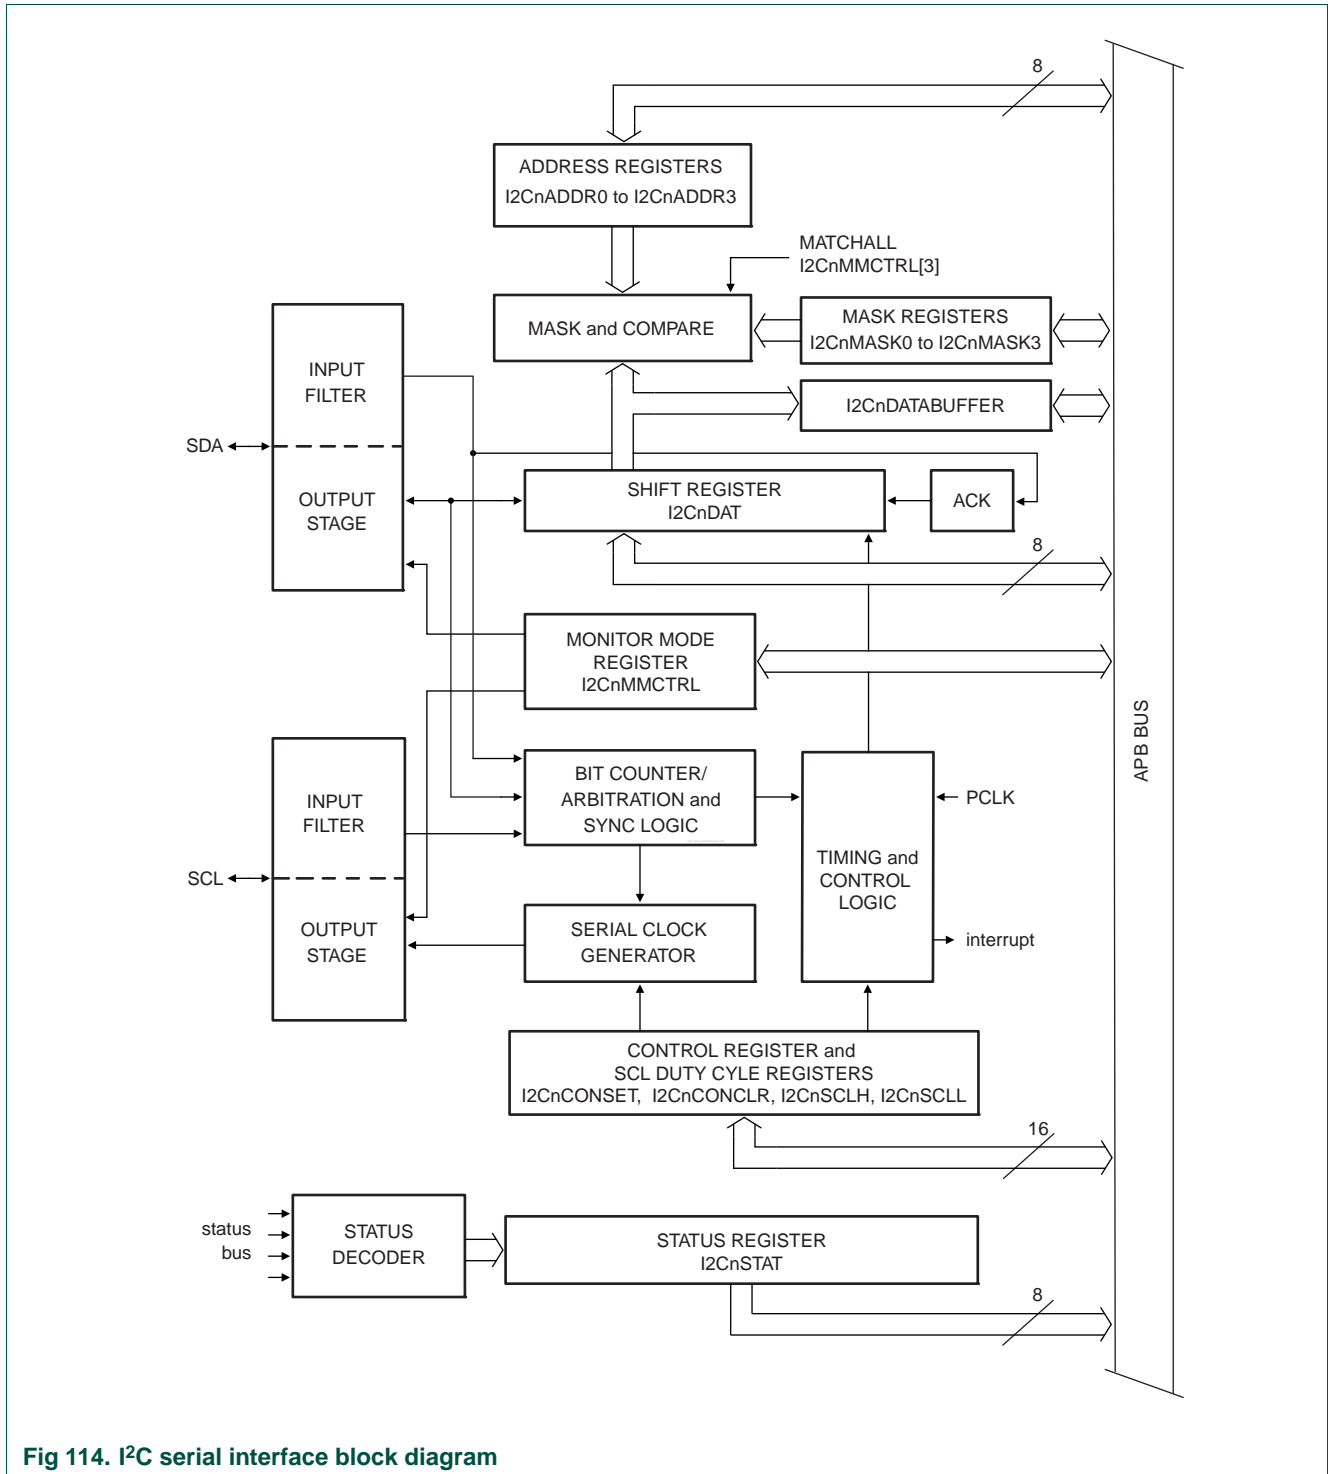 8
ADDRESS REGISTERS
I2CnADDR0 to I2CnADDR3
MATCHALL
I2CnMMCTRL[3]
MASK and COMPARE
MASK REGISTERS
I2CnMASK0 to I2CnMASK3
I2CnDATABUFFER
INPUT
FILTER
SDA
OUTPUT
STAGE
SHIFT REGISTER
I2CnDAT
ACK
8
MONITOR MODE
REGISTER
I2CnMMCTRL
APB BUS
INPUT
FILTER
SCL
OUTPUT
STAGE
BIT COUNTER/
ARBITRATION and
SYNC LOGIC
PCLK
TIMING and
CONTROL
LOGIC
interrupt
SERIAL CLOCK
GENERATOR
CONTROL REGISTER and
SCL DUTY CYLE REGISTERS
I2CnCONSET, I2CnCONCLR, I2CnSCLH, I2CnSCLL
16
status
bus
STATUS
DECODER
STATUS REGISTER
I2CnSTAT
8
Fig 114. I²C serial interface block diagram